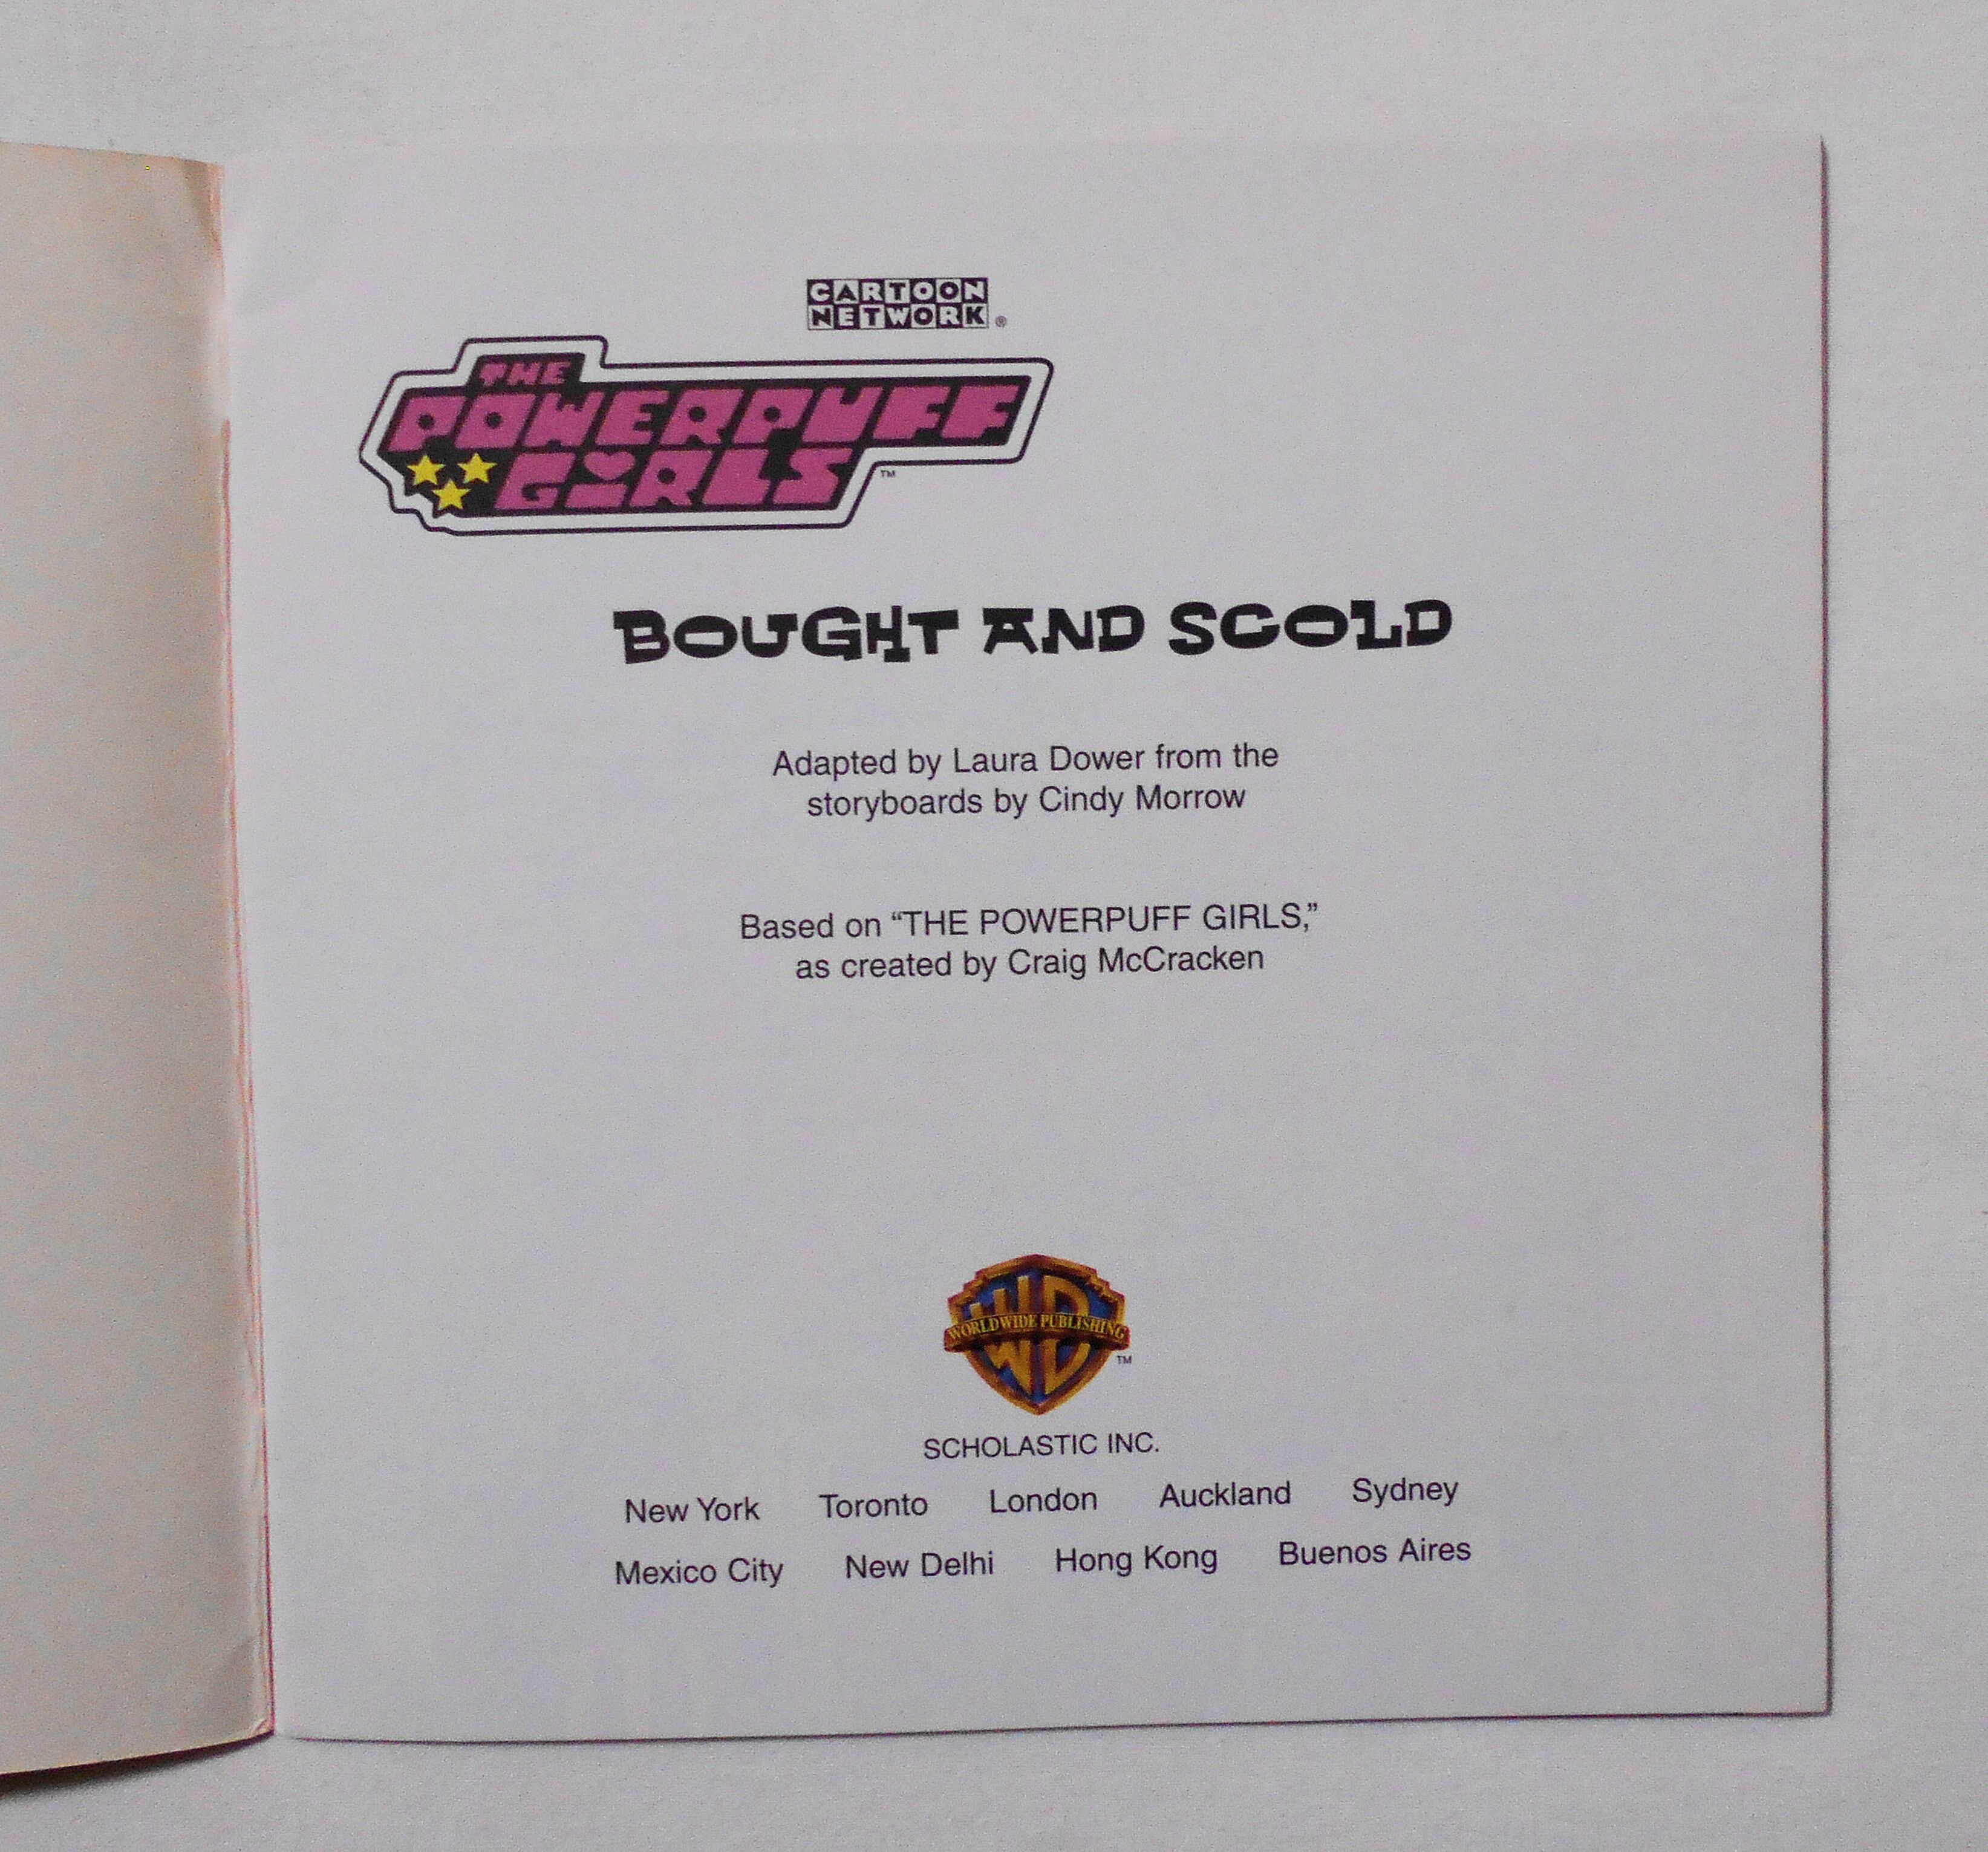 CARTOON
NETWORK ®
THE
POWERPUFF
GIRLS ™
BOUGHT AND SCOLD
Adapted by Laura Dower from the
storyboards by Cindy Morrow
Based on “THE POWERPUFF GIRLS,”
as created by Craig McCracken
WB
WORLDWIDE PUBLISHING
™
SCHOLASTIC INC.
New York Toronto London Auckland Sydney
Mexico City New Delhi Hong Kong Buenos Aires